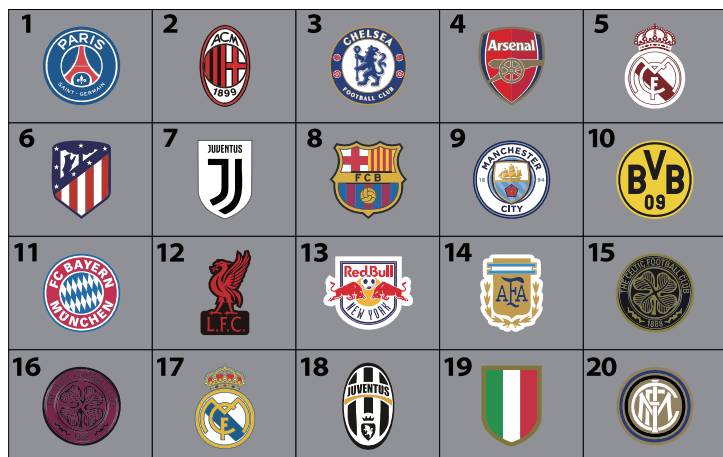 1
PARIS
SAINT-GERMAIN
2
ACM
1899
3
CHELSEA
FOOTBALL CLUB
4
Arsenal
5
6
7
JUVENTUS
8
FCB
9
MANCHESTER
18 94
CITY
10
BVB
09
11
FC BAYERN
MÜNCHEN
12
L.F.C.
13
Red Bull
NEW YORK
14
AFA
15
THE CELTIC FOOTBALL CLUB
1888
16
17
18
JUVENTUS
19
20